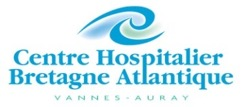 Centre Hospitalier
Bretagne Atlantique
VANNES - AURAY